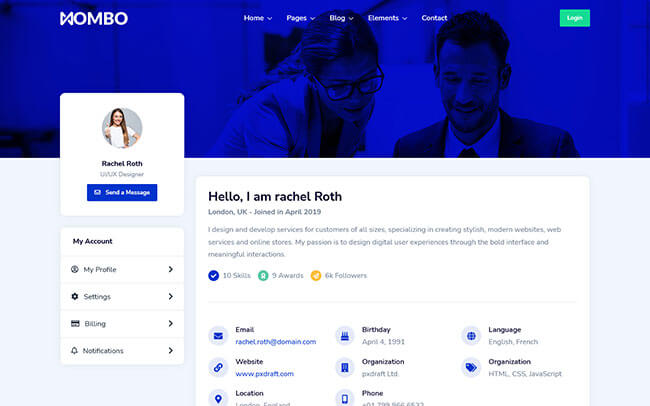 MOMBO
Home Pages Blog Elements Contact
Login
Rachel Roth
UI/UX Designer
Send a Message
My Account
My Profile
Settings
Billing
Notifications
Hello, I am rachel Roth
London, UK - Joined in April 2019
I design and develop services for customers of all sizes, specializing in creating stylish, modern websites, web
services and online stores. My passion is to design digital user experiences through the bold interface and
meaningful interactions.
10 Skills 9 Awards 6k Followers
Email Birthday Language
rachel.roth@domain.com April 4, 1991 English, French
Website Organization Organization
www.pxdraft.com pxdraft Ltd. HTML, CSS, JavaScript
Location Phone
London, England